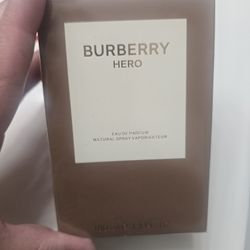 BURBERRY
HERO
EAU DE PARFUM
NATURAL SPRAY VAPORISATEUR